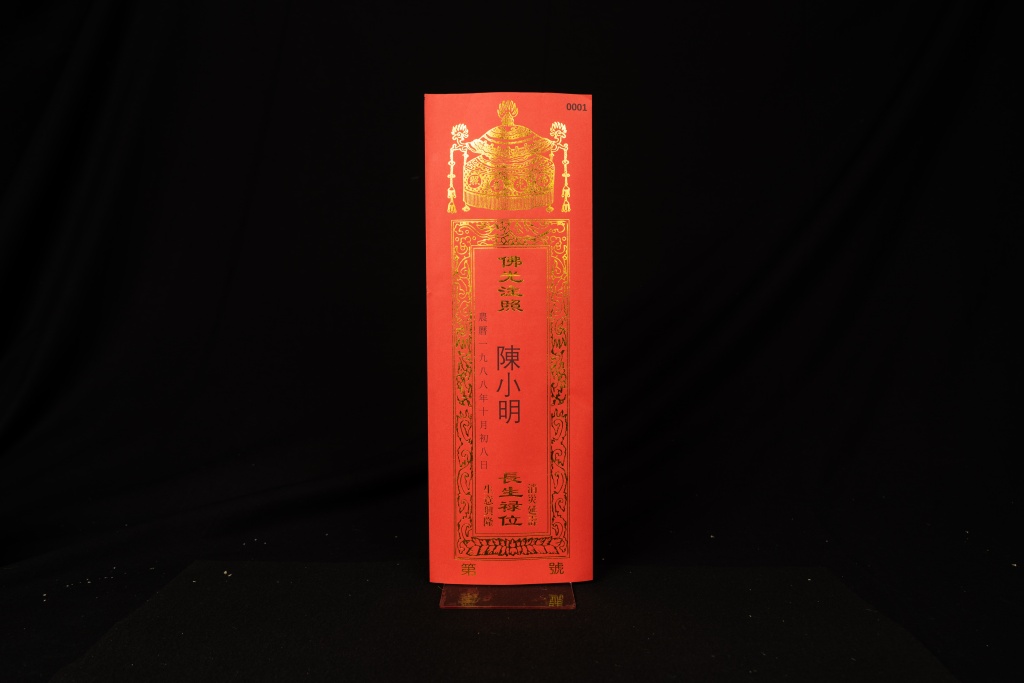 0001
佛光注照
陳小明
農曆一九八八年十月初八日
長生祿位
消災延壽
生意興隆
第 號